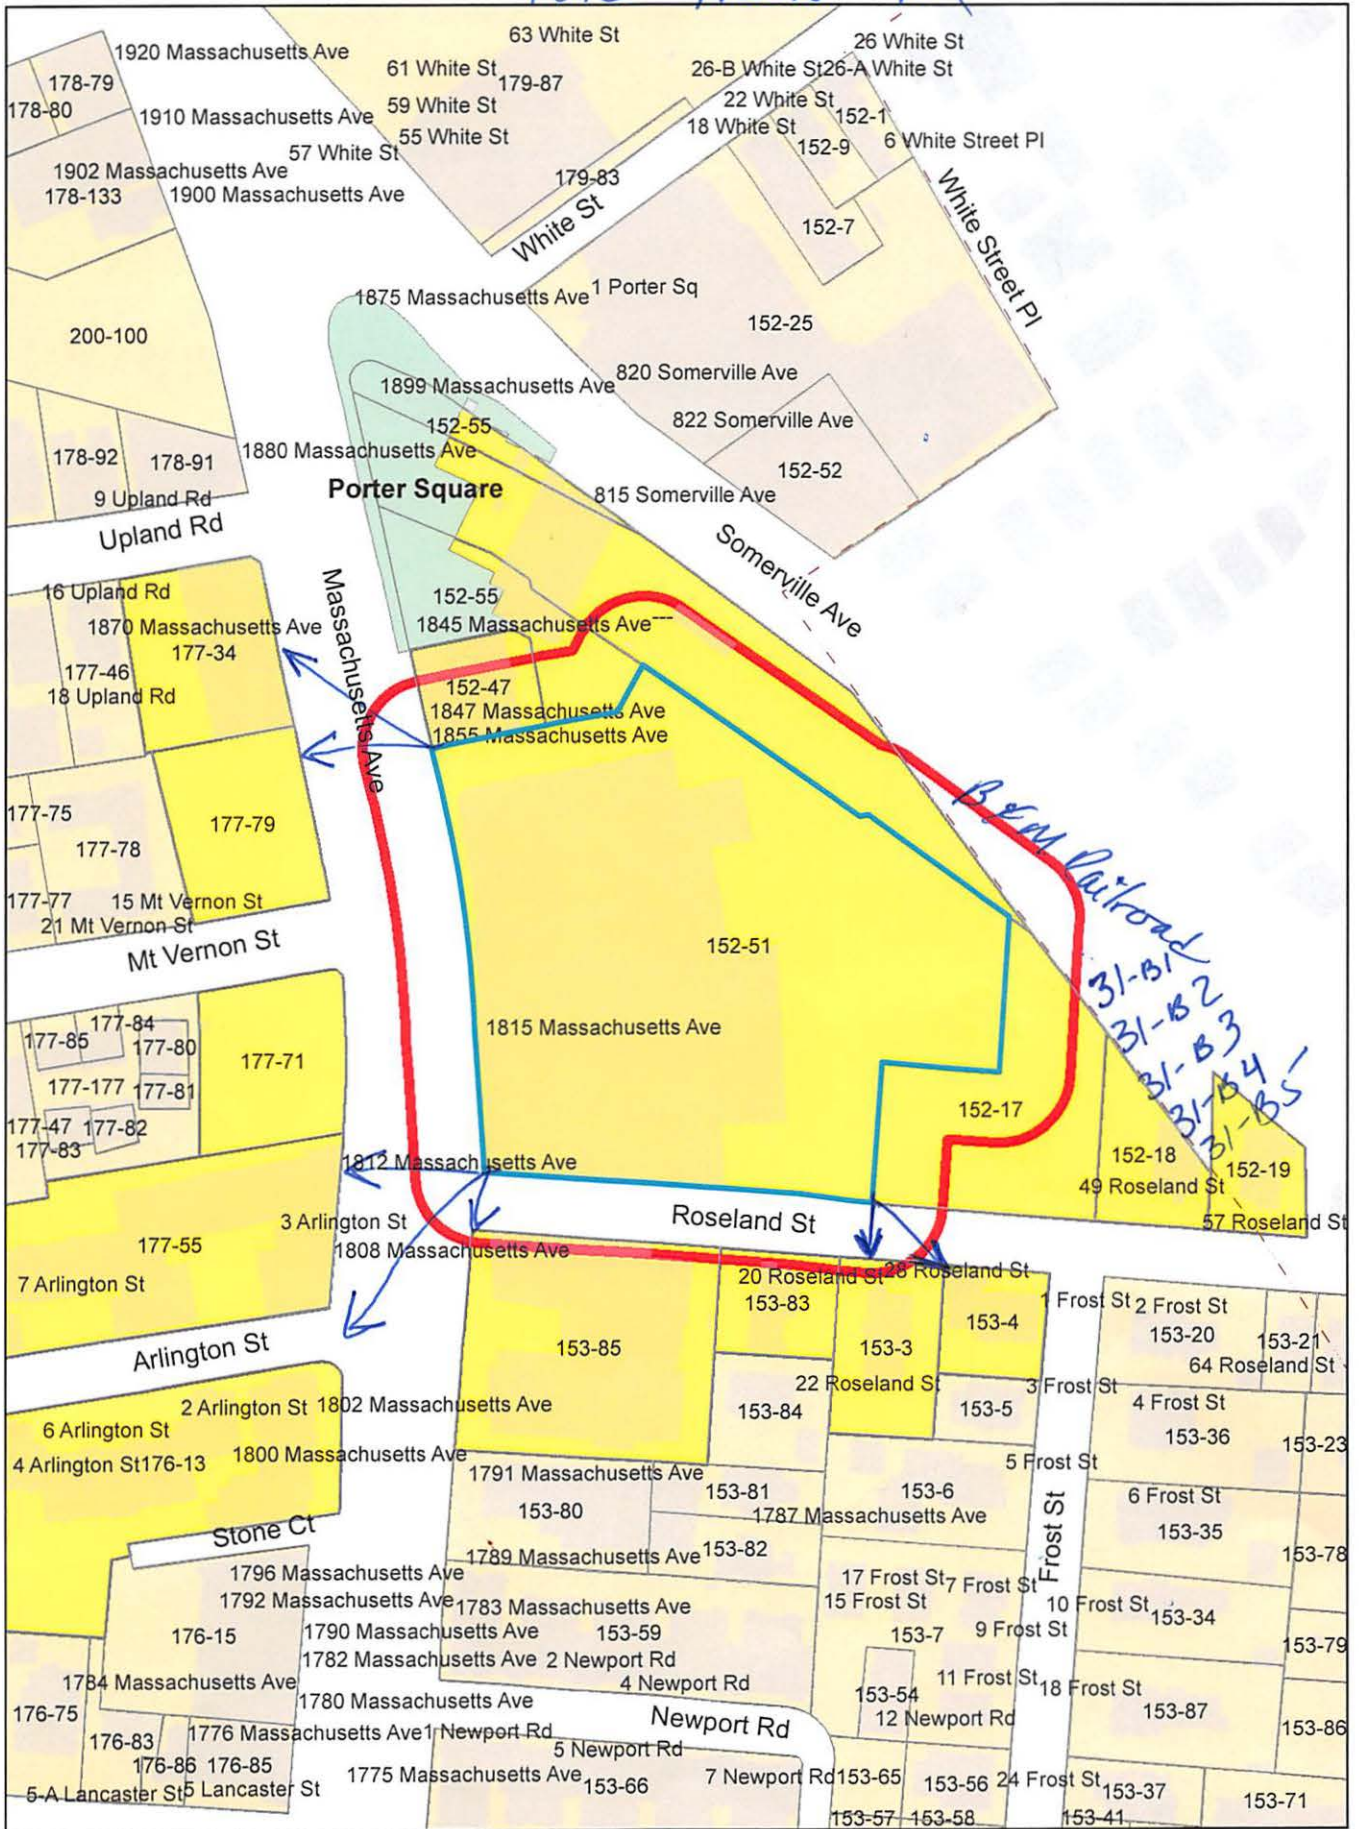 63 White St
26 White St
1920 Massachusetts Ave
61 White St
26-B White St
26-A White St
178-79
179-87
178-80
59 White St
22 White St
152-1
1910 Massachusetts Ave
55 White St
18 White St
6 White Street Pl
57 White St
152-9
1902 Massachusetts Ave
179-83
178-133
1900 Massachusetts Ave
White St
152-7
White Street Pl
1875 Massachusetts Ave
1 Porter Sq
152-25
200-100
1899 Massachusetts Ave
820 Somerville Ave
152-55
822 Somerville Ave
1880 Massachusetts Ave
178-92
178-91
152-52
Porter Square
9 Upland Rd
815 Somerville Ave
Upland Rd
Somerville Ave
16 Upland Rd
Massachusetts Ave
152-55
1870 Massachusetts Ave
1845 Massachusetts Ave
177-34
177-46
18 Upland Rd
152-47
1847 Massachusetts Ave
1855 Massachusetts Ave
B&M Railroad
177-75
177-79
177-78
177-77
15 Mt Vernon St
21 Mt Vernon St
Mt Vernon St
152-51
31-B1
31-B2
31-B3
31-B4
31-B5
177-84
1815 Massachusetts Ave
177-85
177-80
177-71
177-177
177-81
152-17
177-47
177-82
177-83
1812 Massachusetts Ave
152-18
152-19
49 Roseland St
3 Arlington St
Roseland St
57 Roseland St
177-55
1808 Massachusetts Ave
7 Arlington St
20 Roseland St
28 Roseland St
153-83
1 Frost St
2 Frost St
153-4
153-20
153-21
Arlington St
153-85
153-3
64 Roseland St
22 Roseland St
3 Frost St
2 Arlington St
1802 Massachusetts Ave
153-84
153-5
4 Frost St
6 Arlington St
153-36
153-23
4 Arlington St
176-13
1800 Massachusetts Ave
5 Frost St
1791 Massachusetts Ave
153-81
153-6
6 Frost St
153-80
1787 Massachusetts Ave
Frost St
153-35
Stone Ct
1789 Massachusetts Ave
153-82
153-78
1796 Massachusetts Ave
17 Frost St
7 Frost St
1792 Massachusetts Ave
1783 Massachusetts Ave
15 Frost St
10 Frost St
153-34
176-15
1790 Massachusetts Ave
153-59
153-7
9 Frost St
153-79
1782 Massachusetts Ave
2 Newport Rd
1784 Massachusetts Ave
4 Newport Rd
11 Frost St
18 Frost St
153-54
153-87
176-75
1780 Massachusetts Ave
Newport Rd
12 Newport Rd
153-86
176-83
1776 Massachusetts Ave
1 Newport Rd
5 Newport Rd
176-86
176-85
1775 Massachusetts Ave
153-66
7 Newport Rd
153-65
153-56
24 Frost St
153-37
153-71
5-A Lancaster St
5 Lancaster St
153-57
153-58
153-41